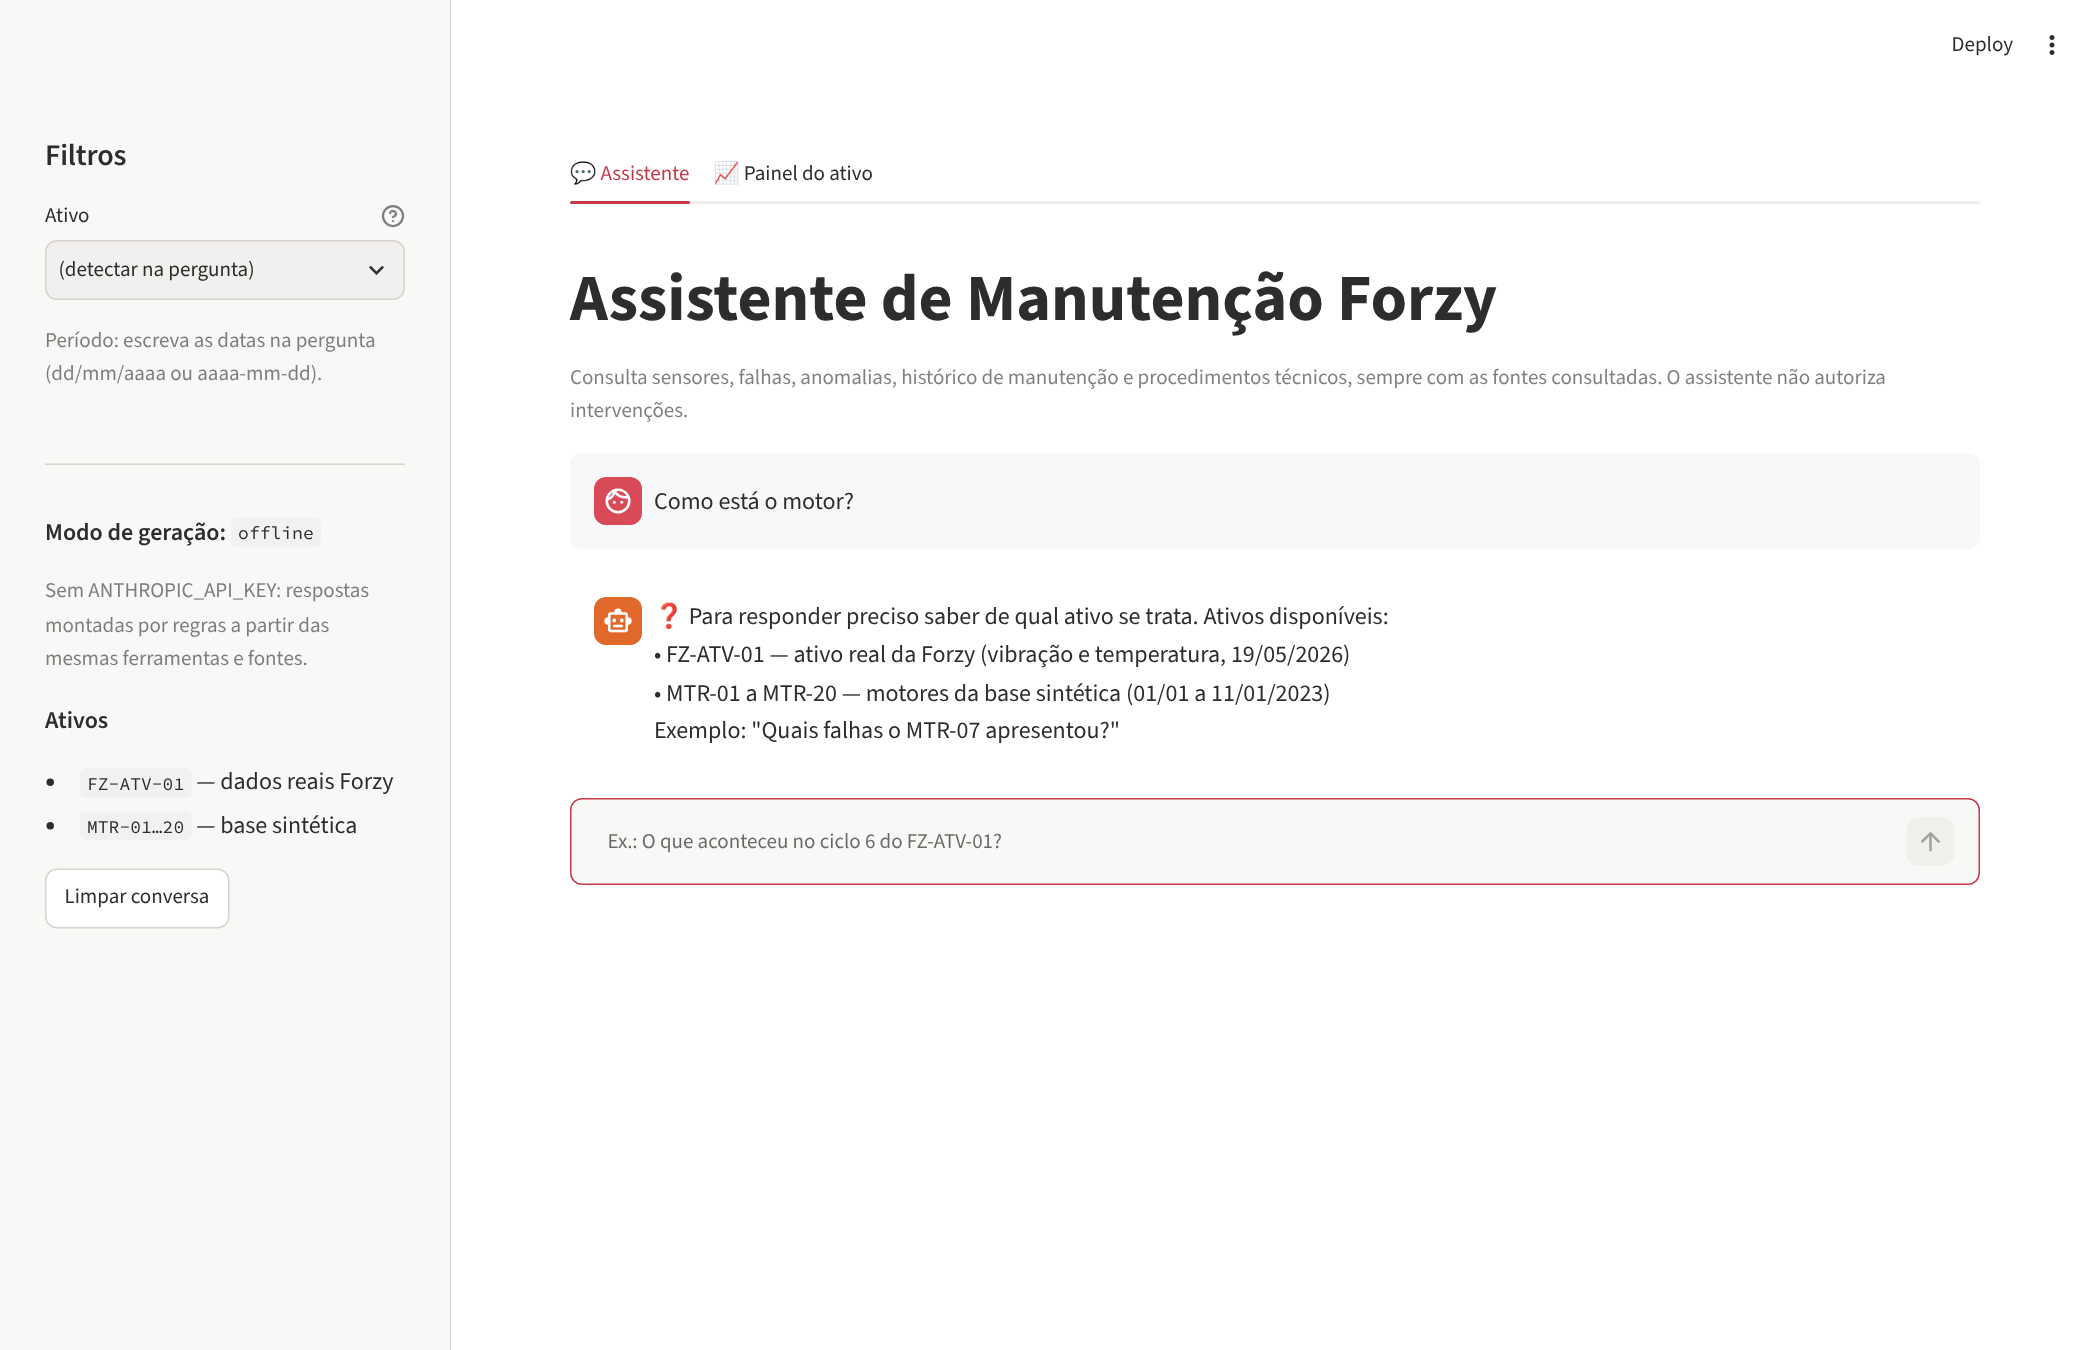 Deploy
Filtros
Ativo
(detectar na pergunta)
Período: escreva as datas na pergunta
(dd/mm/aaaa ou aaaa-mm-dd).
Modo de geração: offline
Sem ANTHROPIC_API_KEY: respostas
montadas por regras a partir das
mesmas ferramentas e fontes.
Ativos
• FZ-ATV-01 — dados reais Forzy
• MTR-01…20 — base sintética
Limpar conversa
💬 Assistente
📈 Painel do ativo
Assistente de Manutenção Forzy
Consulta sensores, falhas, anomalias, histórico de manutenção e procedimentos técnicos, sempre com as fontes consultadas. O assistente não autoriza
intervenções.
Como está o motor?
❓ Para responder preciso saber de qual ativo se trata. Ativos disponíveis:
• FZ-ATV-01 — ativo real da Forzy (vibração e temperatura, 19/05/2026)
• MTR-01 a MTR-20 — motores da base sintética (01/01 a 11/01/2023)
Exemplo: "Quais falhas o MTR-07 apresentou?"
Ex.: O que aconteceu no ciclo 6 do FZ-ATV-01?